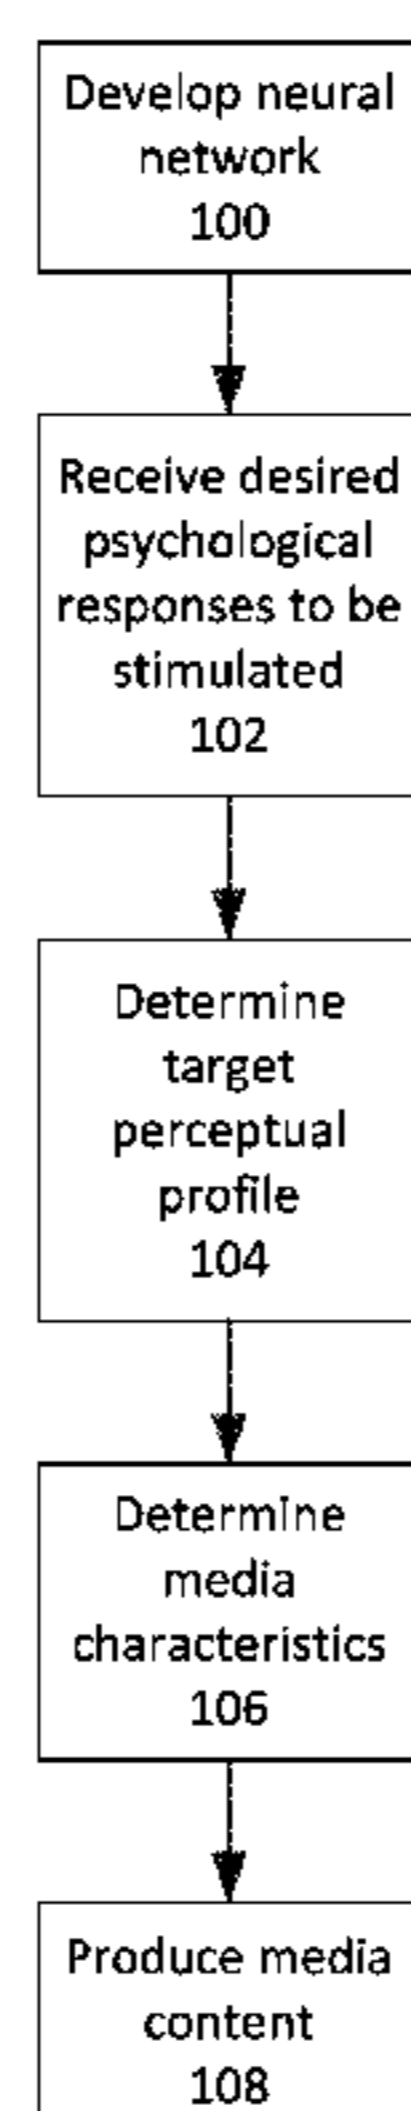 Develop neural
network
100
Receive desired
psychological
responses to be
stimulated
102
Determine
target
perceptual
profile
104
Determine
media
characteristics
106
Produce media
content
108